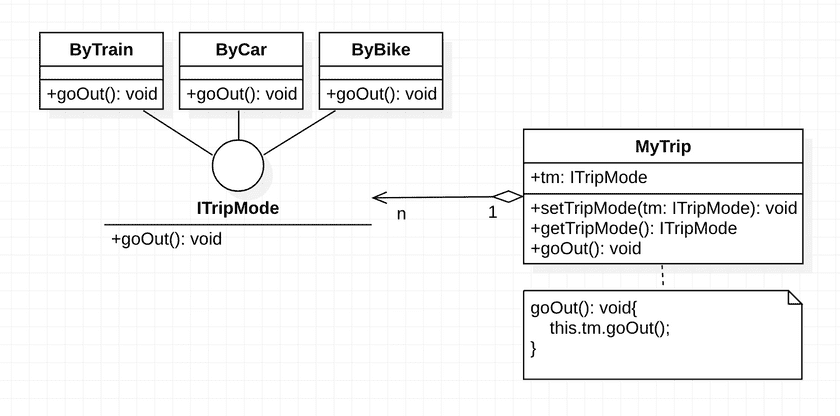 ByTrain
+goOut(): void
ByCar
+goOut(): void
ByBike
+goOut(): void
ITripMode
+goOut(): void
n
1
MyTrip
+tm: ITripMode
+setTripMode(tm: ITripMode): void
+getTripMode(): ITripMode
+goOut(): void
goOut(): void{
this.tm.goOut();
}